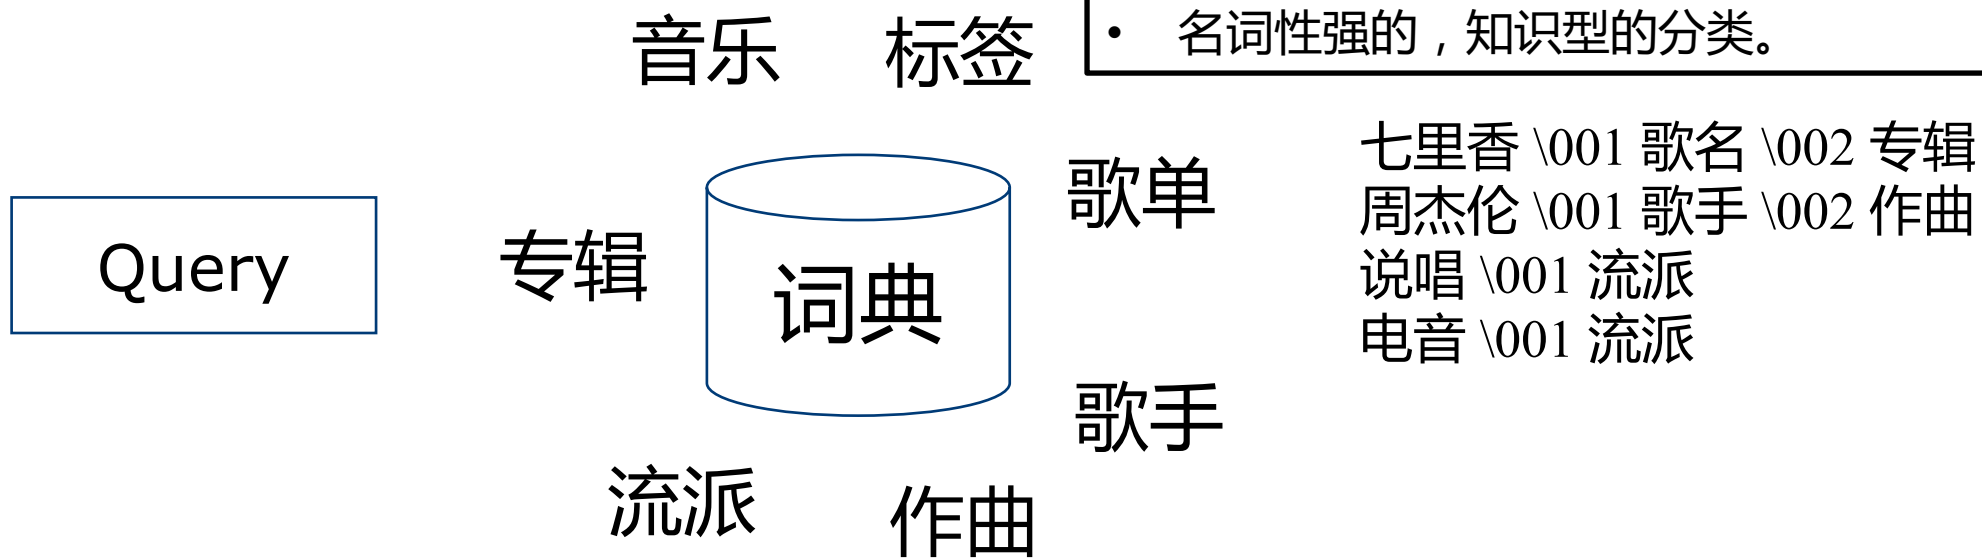 • 名词性强的，知识型的分类。
音乐
标签
歌单
专辑
词典
Query
歌手
流派
作曲
七里香 \001 歌名 \002 专辑
周杰伦 \001 歌手 \002 作曲
说唱 \001 流派
电音 \001 流派